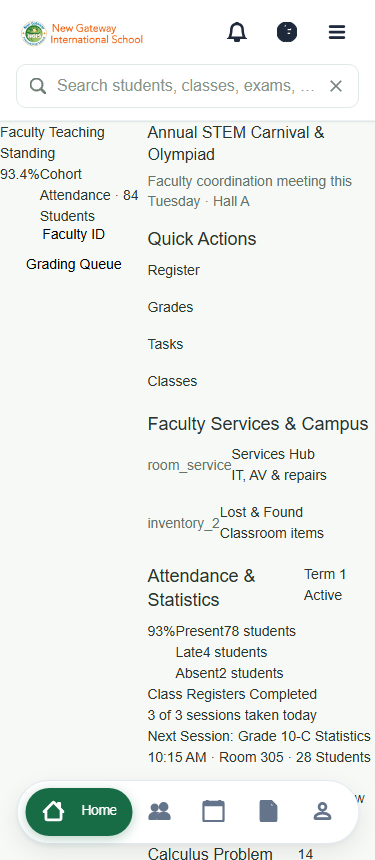 New Gateway
International School
Search students, classes, exams, ...
Faculty Teaching
Standing
93.4%Cohort
Attendance · 84
Students
Faculty ID
Grading Queue
Annual STEM Carnival &
Olympiad
Faculty coordination meeting this
Tuesday · Hall A
Quick Actions
Register
Grades
Tasks
Classes
Faculty Services & Campus
room_service
Services Hub
IT, AV & repairs
inventory_2
Lost & Found
Classroom items
Attendance &
Statistics
Term 1
Active
93%Present78 students
Late4 students
Absent2 students
Class Registers Completed
3 of 3 sessions taken today
Next Session: Grade 10-C Statistics
10:15 AM · Room 305 · 28 Students
Home
Calculus Problem
14